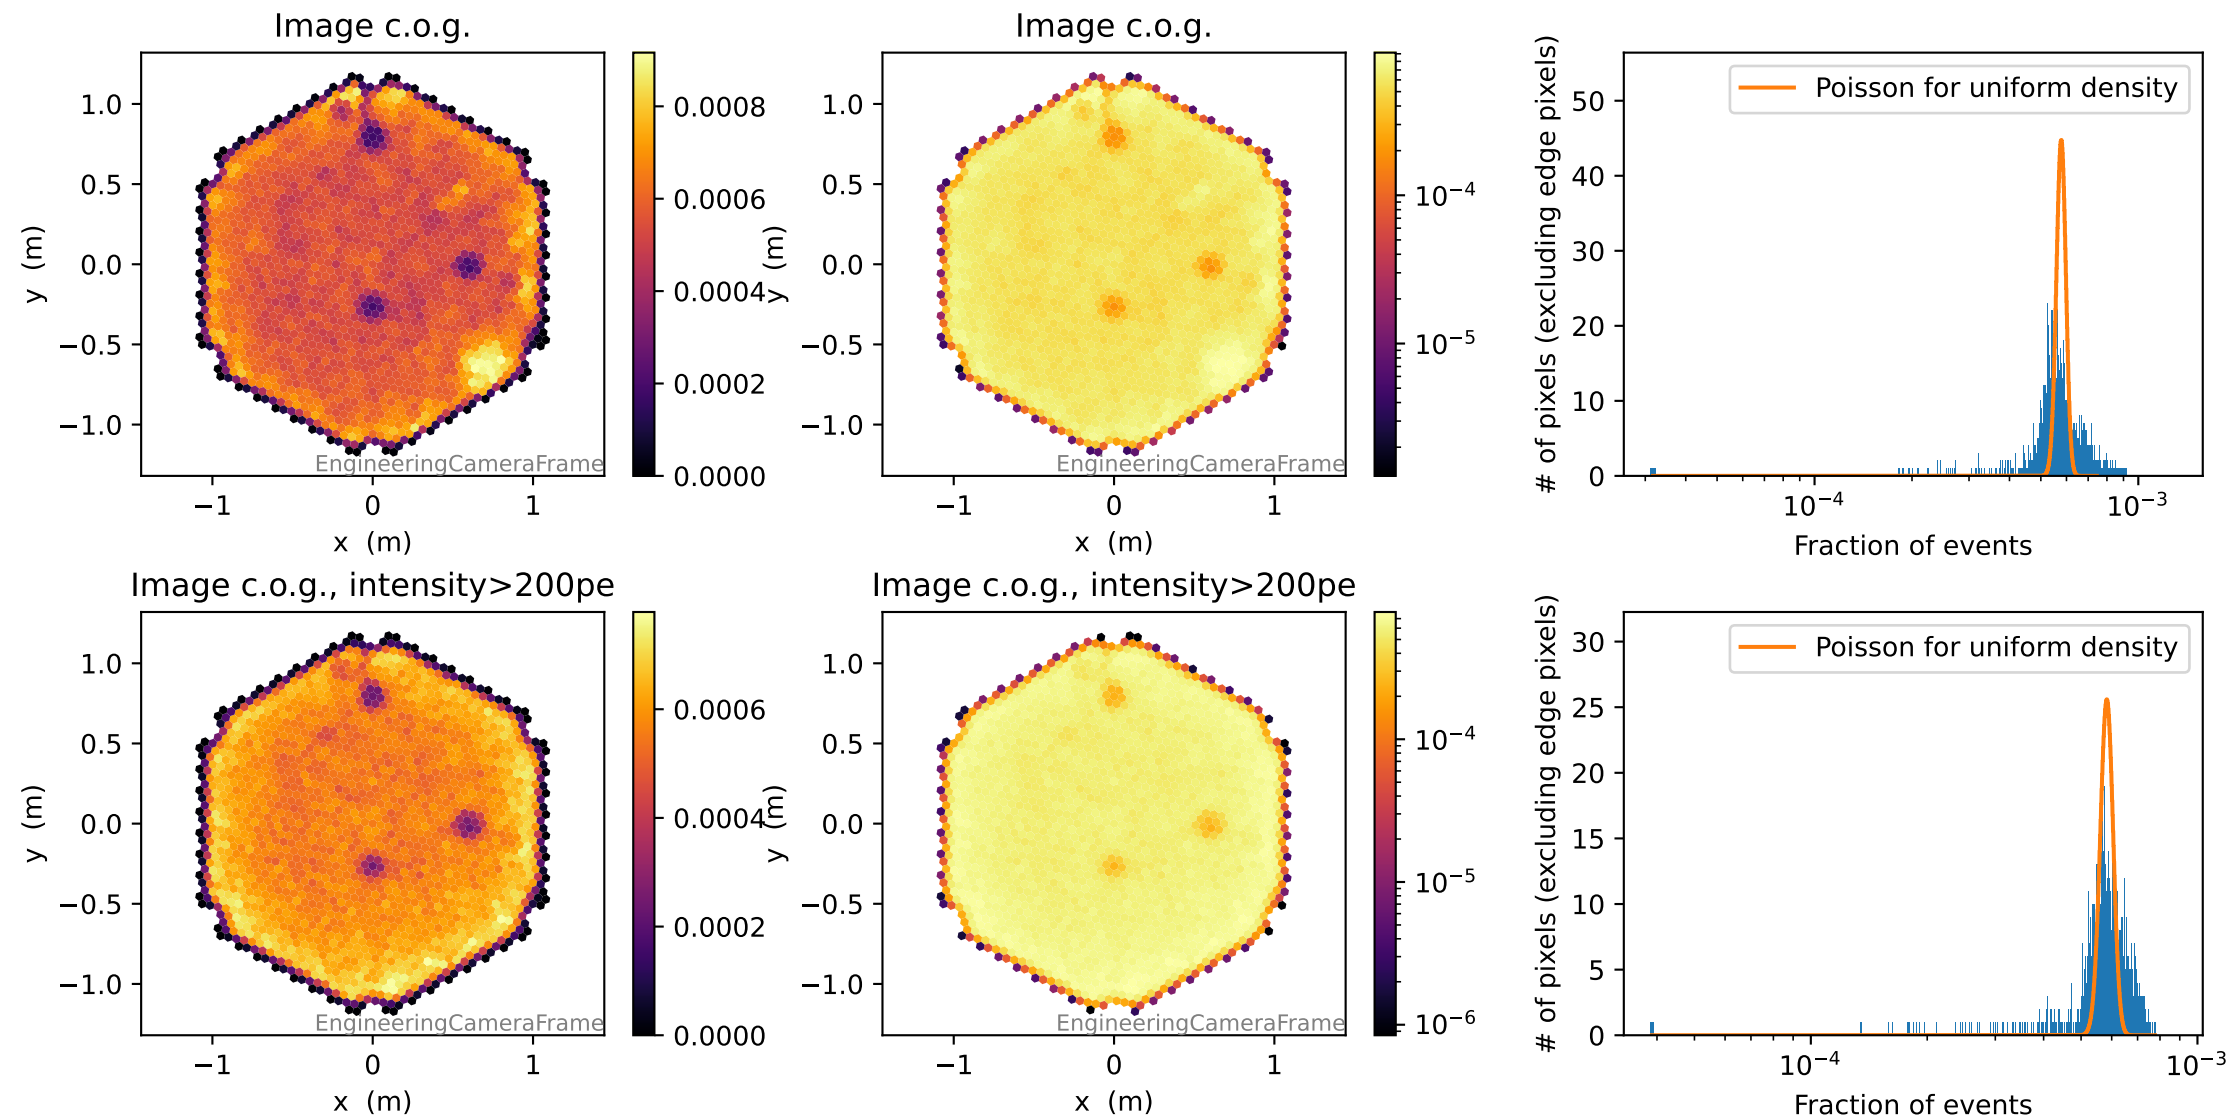 Image c.o.g.
1.0
0.5
0.0
−0.5
−1.0
y (m)
−1
0
1
x (m)
EngineeringCameraFrame
0.0008
0.0006
0.0004
0.0002
0.0000
Image c.o.g.
1.0
0.5
0.0
−0.5
−1.0
y (m)
−1
0
1
x (m)
EngineeringCameraFrame
10⁻⁴
10⁻⁵
Poisson for uniform density
50
40
30
20
10
0
# of pixels (excluding edge pixels)
10⁻⁴
10⁻³
Fraction of events
Image c.o.g., intensity>200pe
1.0
0.5
0.0
−0.5
−1.0
y (m)
−1
0
1
x (m)
EngineeringCameraFrame
0.0006
0.0004
0.0002
0.0000
Image c.o.g., intensity>200pe
1.0
0.5
0.0
−0.5
−1.0
y (m)
−1
0
1
x (m)
EngineeringCameraFrame
10⁻⁴
10⁻⁵
10⁻⁶
Poisson for uniform density
30
25
20
15
10
5
0
# of pixels (excluding edge pixels)
10⁻⁴
10⁻³
Fraction of events